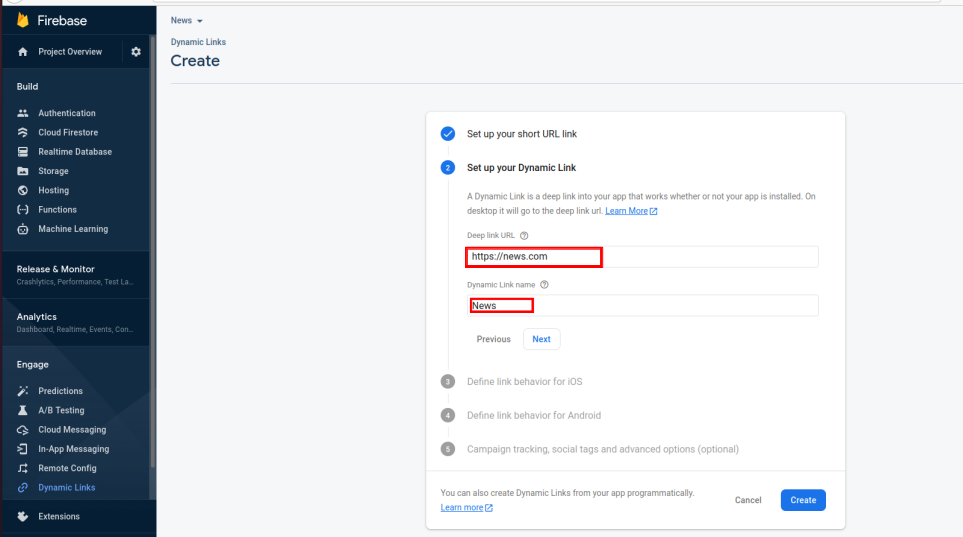 Firebase
Project Overview
Build
Authentication
Cloud Firestore
Realtime Database
Storage
Hosting
Functions
Machine Learning
Release & Monitor
Crashlytics, Performance, Test La...
Analytics
Dashboard, Realtime, Events, Con...
Engage
Predictions
A/B Testing
Cloud Messaging
In-App Messaging
Remote Config
Dynamic Links
Extensions
News
Dynamic Links
Create
Set up your short URL link
2 Set up your Dynamic Link
A Dynamic Link is a deep link into your app that works whether or not your app is installed. On
desktop it will go to the deep link url. Learn More
Deep link URL
https://news.com
Dynamic Link name
News
Previous Next
3 Define link behavior for iOS
4 Define link behavior for Android
5 Campaign tracking, social tags and advanced options (optional)
You can also create Dynamic Links from your app programmatically.
Learn more
Cancel Create